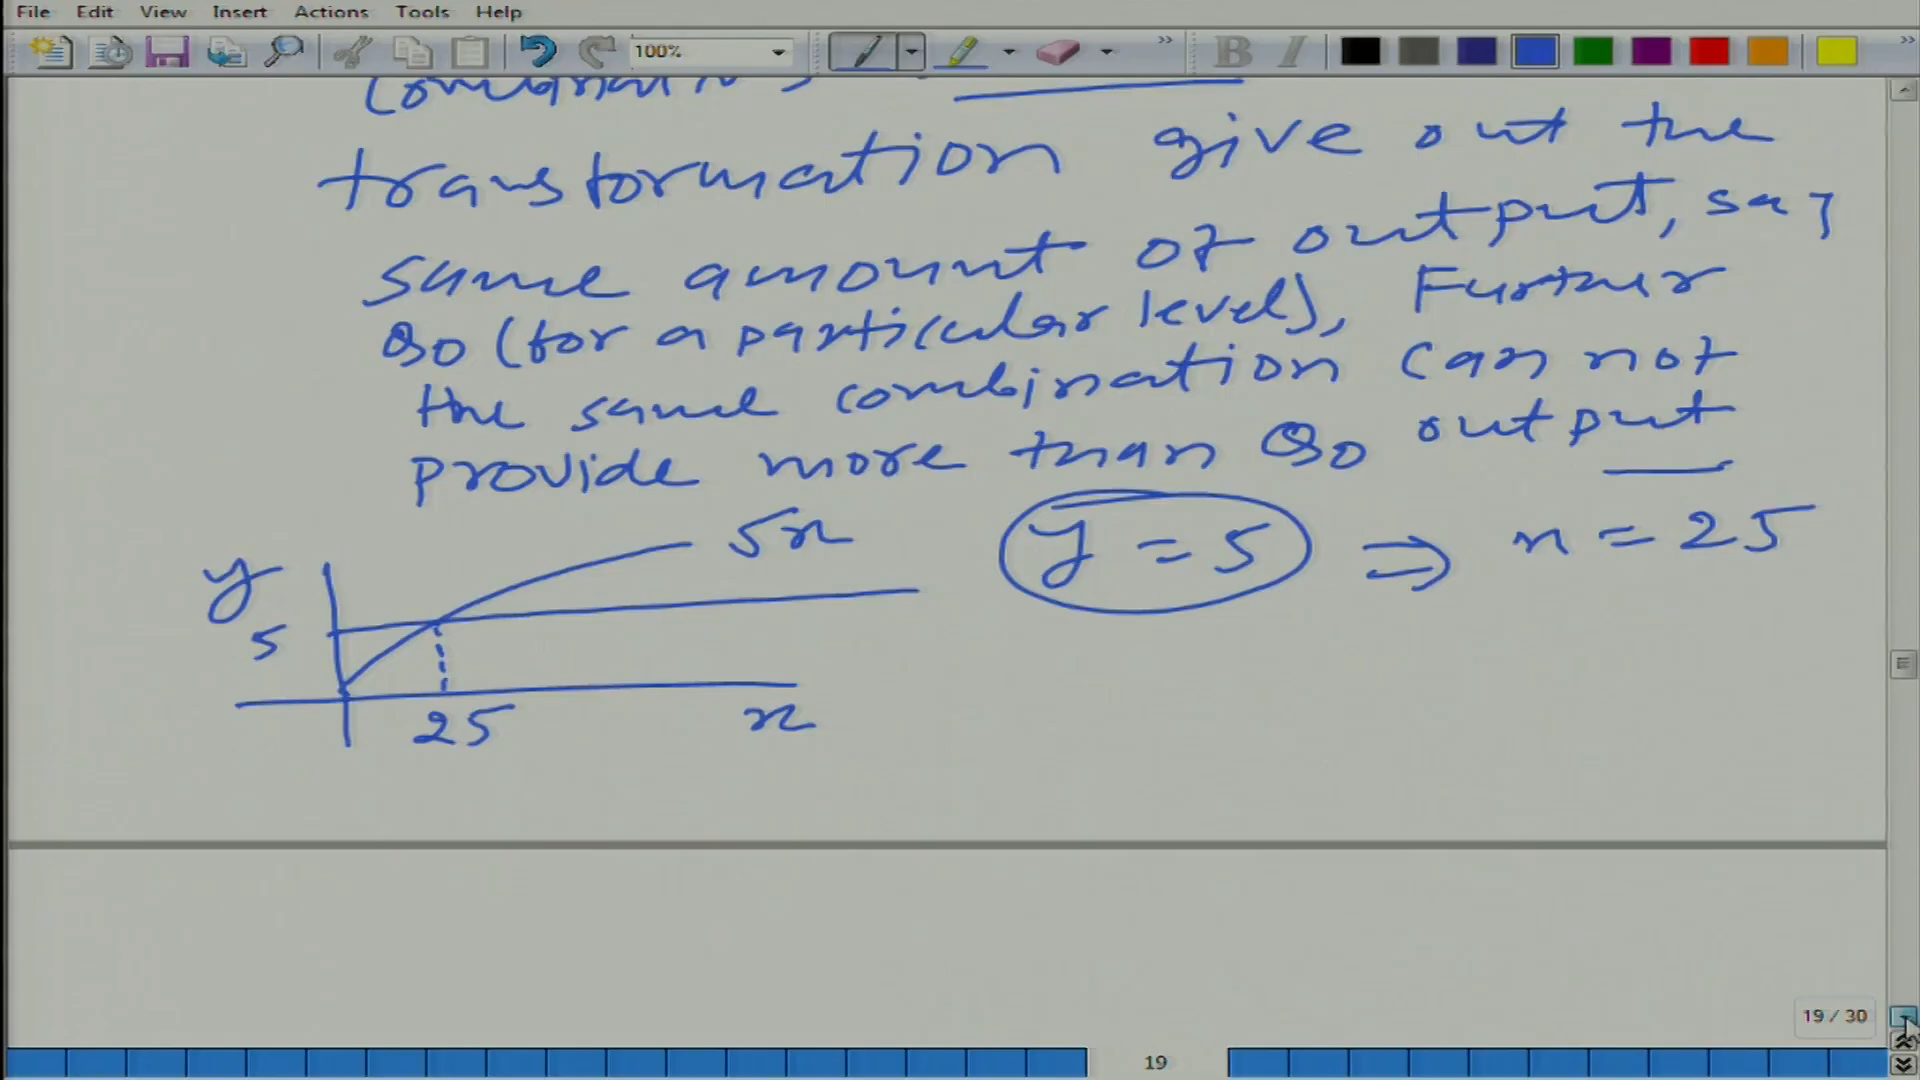 File Edit View Insert Actions Tools Help
100%
transformation give out the
same amount of output, say
Q0 (for a particular level), Further
the same combination can not
provide more than Q0 output
5x
y = 5 ⇒ x = 25
y
5
25
x
19 / 30
19